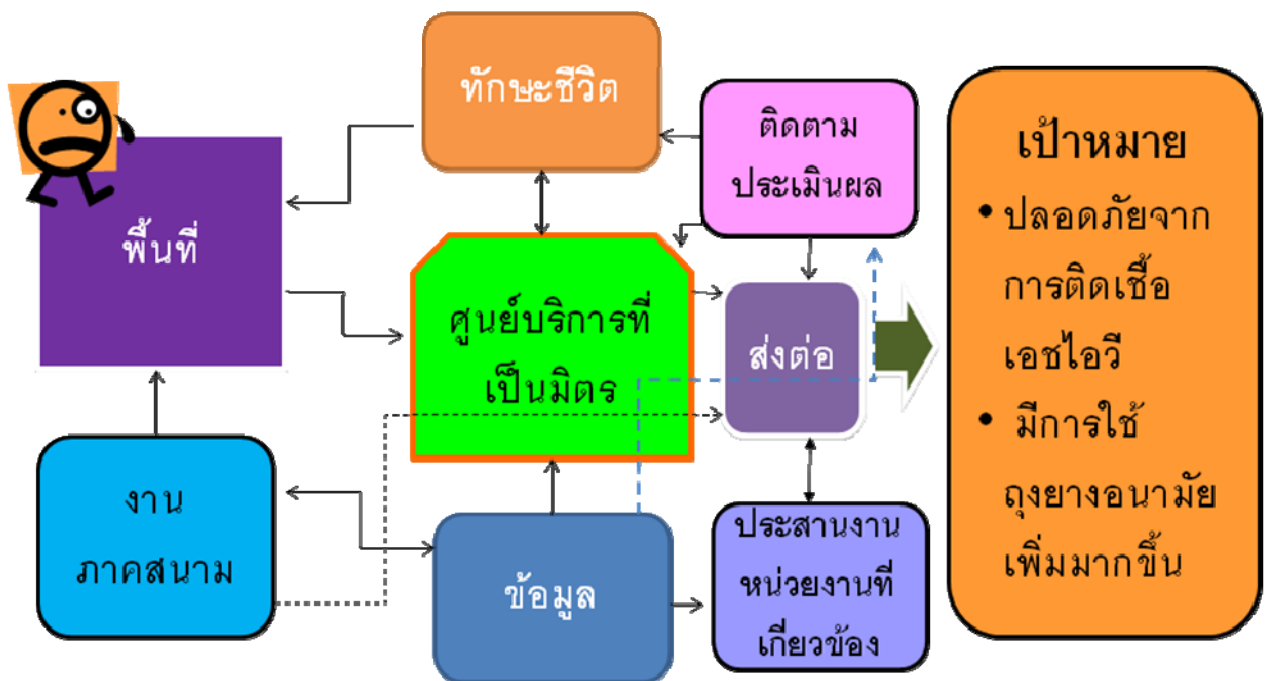 ทักษะชีวิต
ติดตาม
ประเมินผล
พื้นที่
ศูนย์บริการที่
เป็นมิตร
ส่งต่อ
งาน
ภาคสนาม
ข้อมูล
ประสานงาน
หน่วยงานที่
เกียวข้อง
เป้าหมาย
• ปลอดภัยจาก
การติดเชื้อ
เอชไอวี
• มีการใช้
ถุงยางอนามัย
เพิ่มมากขึ้น